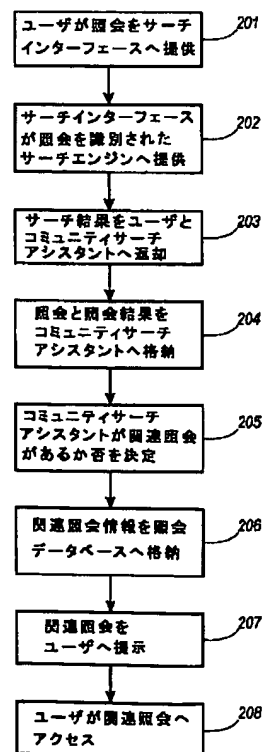 ユーザが照会をサーチ
インターフェースへ提供
201
サーチインターフェース
が照会を識別された
サーチエンジンへ提供
202
サーチ結果をユーザと
コミュニティサーチ
アシスタントへ返却
203
照会と照会結果を
コミュニティサーチ
アシスタントへ格納
204
コミュニティサーチ
アシスタントが関連照会
があるか否を決定
205
関連照会情報を照会
データベースへ格納
206
関連照会を
ユーザへ提示
207
ユーザが関連照会へ
アクセス
208